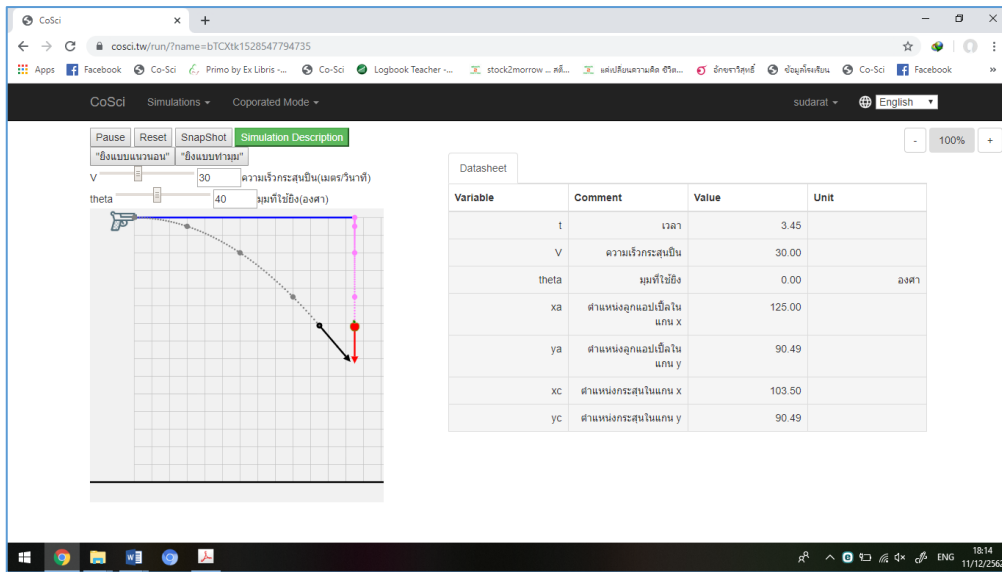 CoSci
cosci.tw/run/?name=bTCXtk1528547794735
Apps Facebook Co-Sci Primo by Ex Libris -... Co-Sci Logbook Teacher -... stock2morrow ... คลั... แค่เปลี่ยนความคิด ชีวิต... อักขราวิสุทธิ์ ข้อมูลโรงเรียน Co-Sci Facebook »
CoSci Simulations Coporated Mode sudarat English
Pause Reset SnapShot Simulation Description - 100% +
"ยิงแบบแนวนอน" "ยิงแบบทำมุม"
V 30 ความเร็วกระสุนปืน(เมตร/วินาที)
theta 40 มุมที่ใช้ยิง(องศา)
Datasheet
Variable Comment Value Unit
t เวลา 3.45
V ความเร็วกระสุนปืน 30.00
theta มุมที่ใช้ยิง 0.00 องศา
xa ตำแหน่งลูกแอปเปิ้ลใน 125.00
แกน x
ya ตำแหน่งลูกแอปเปิ้ลใน 90.49
แกน y
xc ตำแหน่งกระสุนในแกน x 103.50
yc ตำแหน่งกระสุนในแกน y 90.49
ENG 18:14
11/12/2562